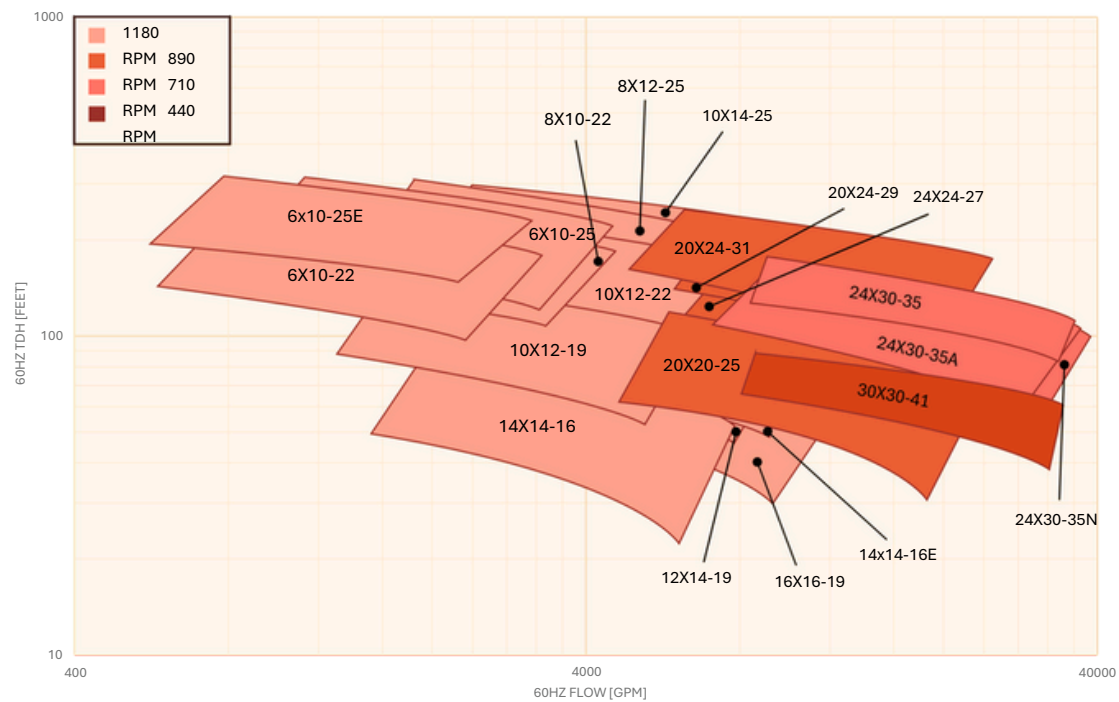 1000
1180
RPM 890
RPM 710
RPM 440
RPM
8X12-25
10X14-25
8X10-22
20X24-29
24X24-27
6x10-25E
6X10-25
20X24-31
6X10-22
10X12-22
24X30-35
100
10X12-19
24X30-35A
20X20-25
30X30-41
14X14-16
24X30-35N
14x14-16E
12X14-19
16X16-19
10
400
4000
40000
60HZ FLOW [GPM]
60HZ TDH [FEET]